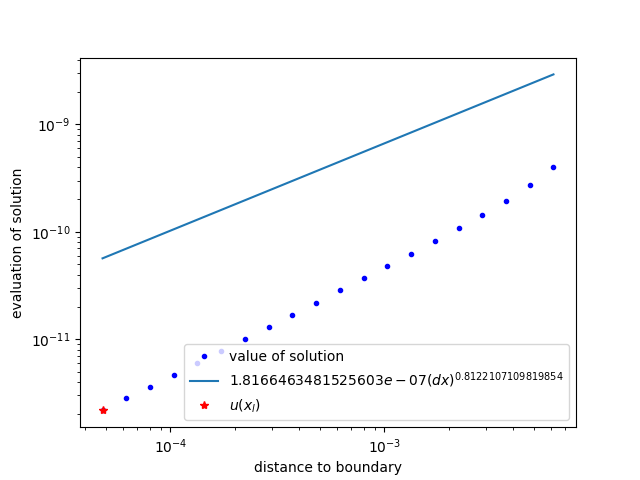 10⁻⁹
10⁻¹⁰
10⁻¹¹
evaluation of solution
value of solution
1.8166463481525603e − 07(dx)^0.8122107109819854
u(x_l)
10⁻⁴
10⁻³
distance to boundary